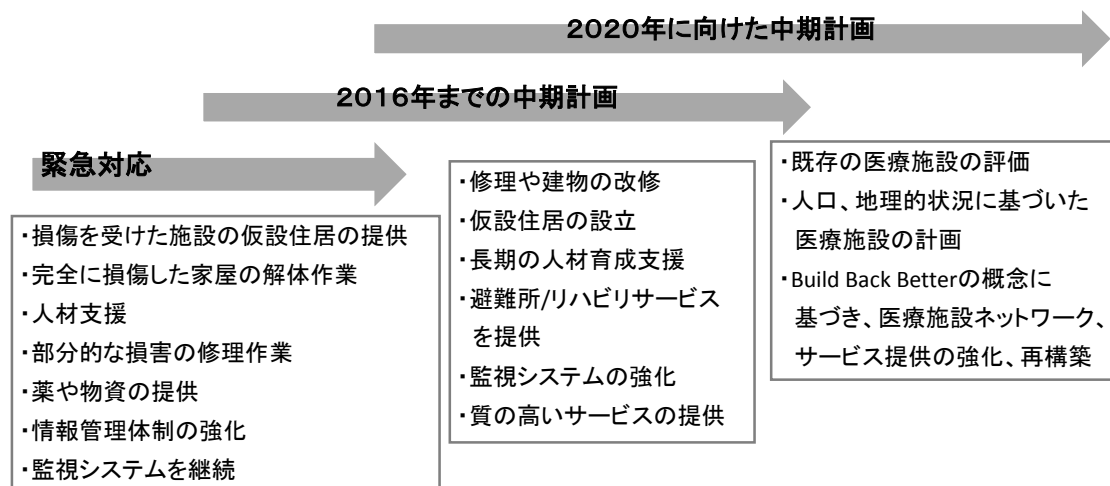 2020年に向けた中期計画
2016年までの中期計画
緊急対応
・損傷を受けた施設の仮設住居の提供
・完全に損傷した家屋の解体作業
・人材支援
・部分的な損害の修理作業
・薬や物資の提供
・情報管理体制の強化
・監視システムを継続
・修理や建物の改修
・仮設住居の設立
・長期の人材育成支援
・避難所/リハビリサービス
を提供
・監視システムの強化
・質の高いサービスの提供
・既存の医療施設の評価
・人口、地理的状況に基づいた
医療施設の計画
・Build Back Betterの概念に
基づき、医療施設ネットワーク、
サービス提供の強化、再構築